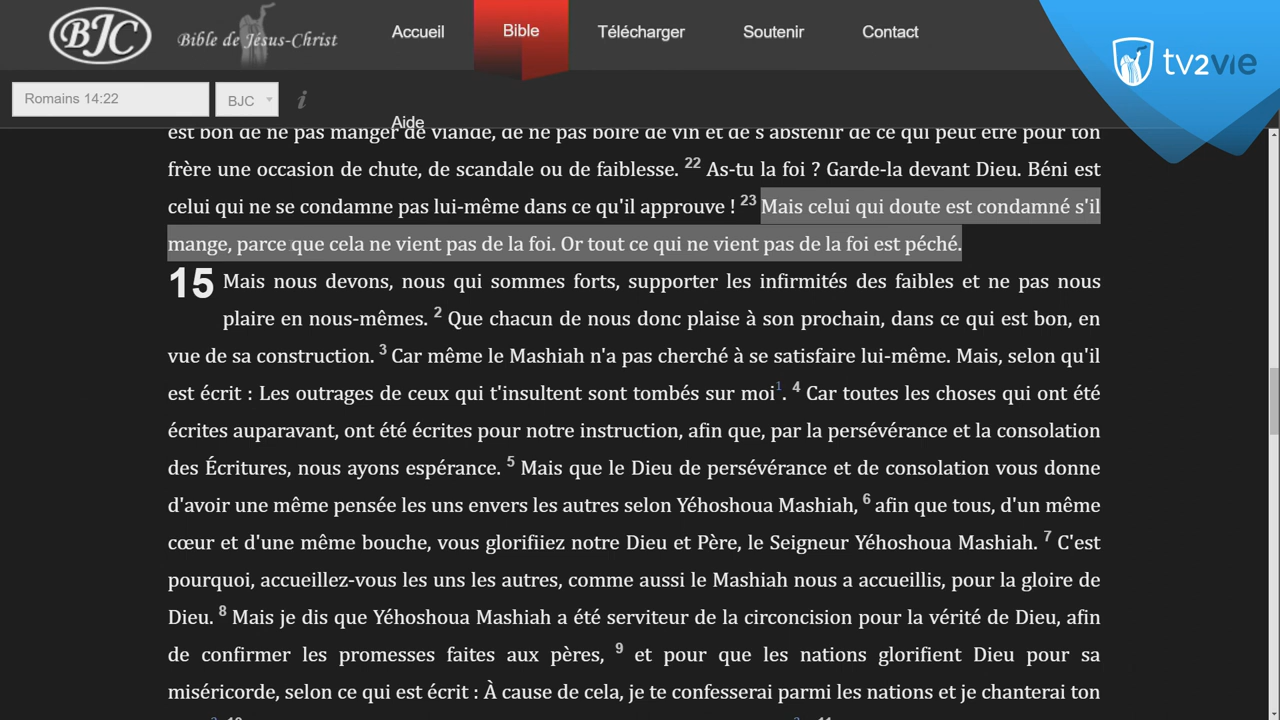 BJC
Bible de Jésus-Christ
Accueil
Bible
Télécharger
Soutenir
Contact
tv2vie
Romains 14:22
BJC
i
Aide
est bon de ne pas manger de viande, de ne pas boire de vin et de s'abstenir de ce qui peut être pour ton
frère une occasion de chute, de scandale ou de faiblesse. 22 As-tu la foi ? Garde-la devant Dieu. Béni est
celui qui ne se condamne pas lui-même dans ce qu'il approuve ! 23 Mais celui qui doute est condamné s'il
mange, parce que cela ne vient pas de la foi. Or tout ce qui ne vient pas de la foi est péché.
15 Mais nous devons, nous qui sommes forts, supporter les infirmités des faibles et ne pas nous
plaire en nous-mêmes. 2 Que chacun de nous donc plaise à son prochain, dans ce qui est bon, en
vue de sa construction. 3 Car même le Mashiah n'a pas cherché à se satisfaire lui-même. Mais, selon qu'il
est écrit : Les outrages de ceux qui t'insultent sont tombés sur moi1. 4 Car toutes les choses qui ont été
écrites auparavant, ont été écrites pour notre instruction, afin que, par la persévérance et la consolation
des Écritures, nous ayons espérance. 5 Mais que le Dieu de persévérance et de consolation vous donne
d'avoir une même pensée les uns envers les autres selon Yéhoshoua Mashiah, 6 afin que tous, d'un même
cœur et d'une même bouche, vous glorifiiez notre Dieu et Père, le Seigneur Yéhoshoua Mashiah. 7 C'est
pourquoi, accueillez-vous les uns les autres, comme aussi le Mashiah nous a accueillis, pour la gloire de
Dieu. 8 Mais je dis que Yéhoshoua Mashiah a été serviteur de la circoncision pour la vérité de Dieu, afin
de confirmer les promesses faites aux pères, 9 et pour que les nations glorifient Dieu pour sa
miséricorde, selon ce qui est écrit : À cause de cela, je te confesserai parmi les nations et je chanterai ton